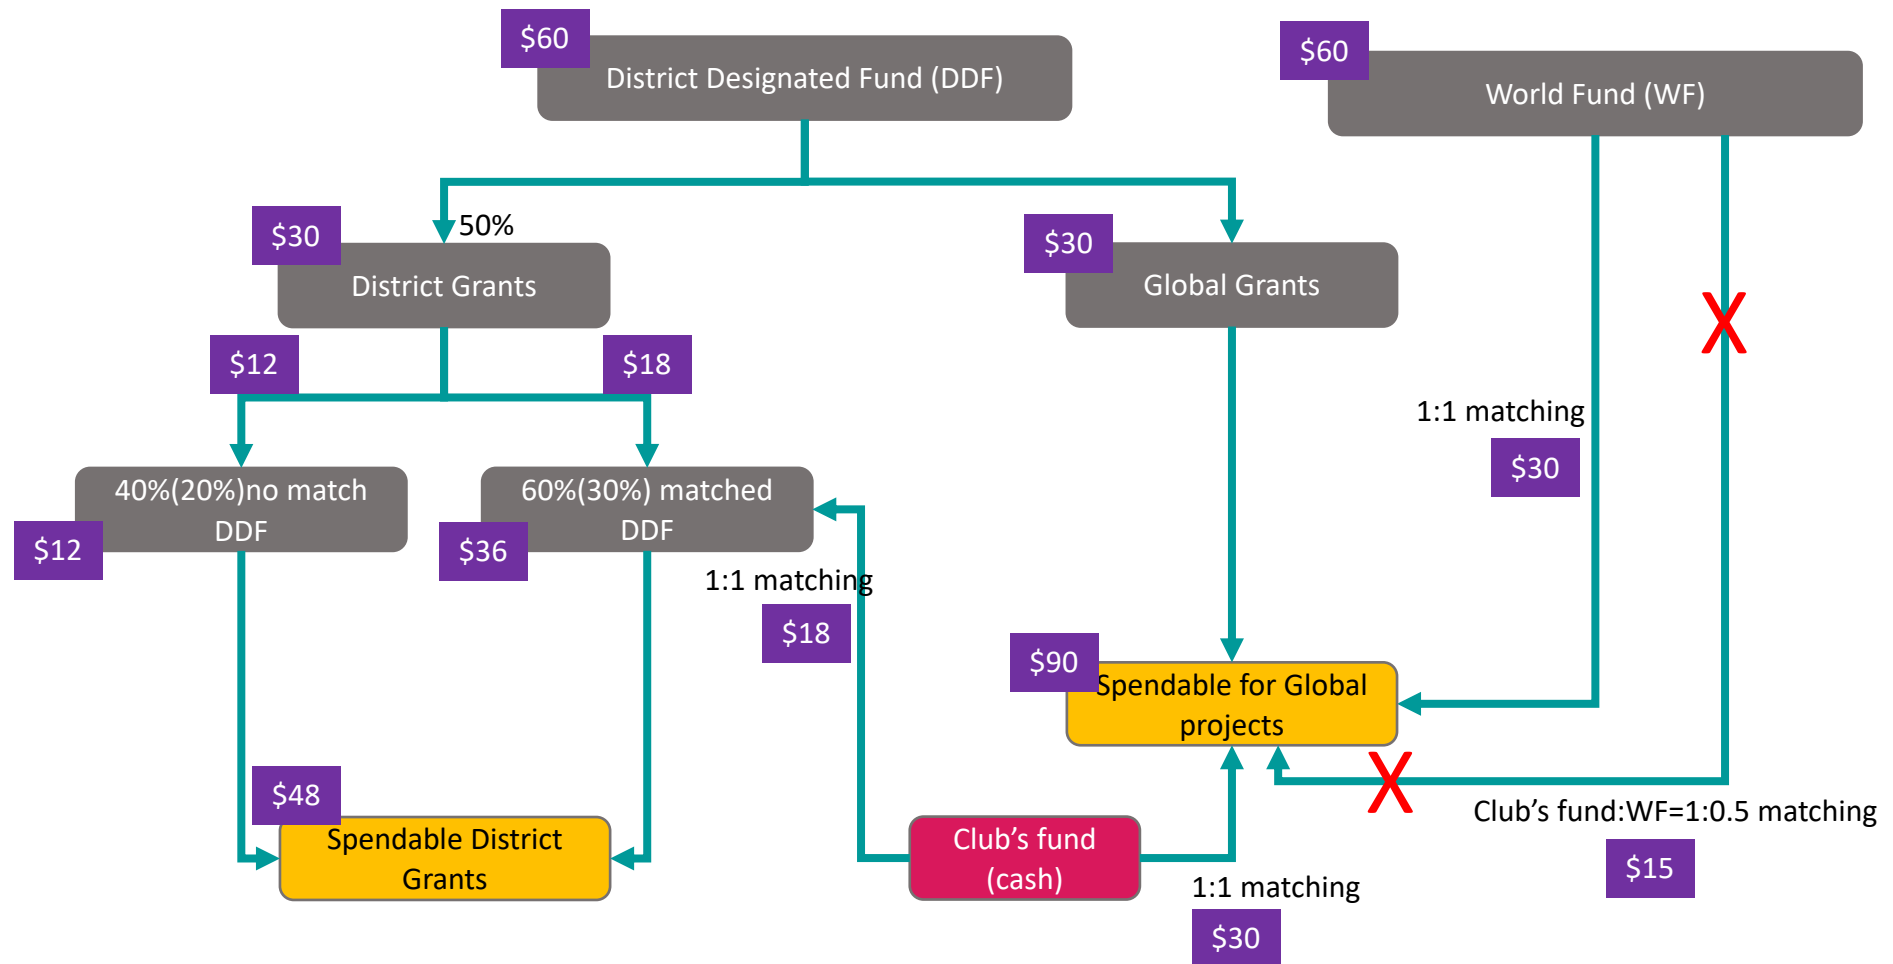 $60
District Designated Fund (DDF)
$60
World Fund (WF)
$30
50%
District Grants
$30
Global Grants
$12
$18
X
1:1 matching
$30
40%(20%)no match
DDF
$12
60%(30%) matched
DDF
$36
1:1 matching
$18
$90
Spendable for Global
projects
X
Club’s fund:WF=1:0.5 matching
$15
$48
Spendable District
Grants
Club’s fund
(cash)
1:1 matching
$30